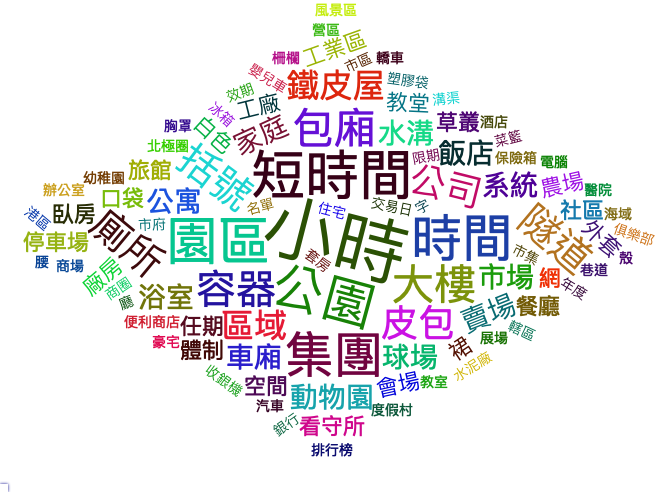 風景區
營區
工業區
柵欄
市區
轎車
嬰兒車
鐵皮屋
塑膠袋
效期
工廠
教堂
溝渠
冰箱
胸罩
白色
家庭
包廂
水溝
草叢
酒店
北極圈
菜籃
旅館
括號
短時間
限期
飯店
保險箱
電腦
幼稚園
辦公室
口袋
公寓
名單
住宅
交易日
字
公司
系統
農場
醫院
港區
臥房
廁所
市府
園區
小時
時間
隧道
社區
海域
外套
俱樂部
停車場
腰
商場
廠房
商圈
套房
市集
巷道
殼
廳
浴室
容器
公園
大樓
市場
網
年度
便利商店
任期
區域
皮包
賣場
餐廳
轄區
豪宅
體制
車廂
集團
球場
裙
展場
收銀機
空間
動物園
會場
教室
水泥廠
汽車
度假村
銀行
看守所
排行榜